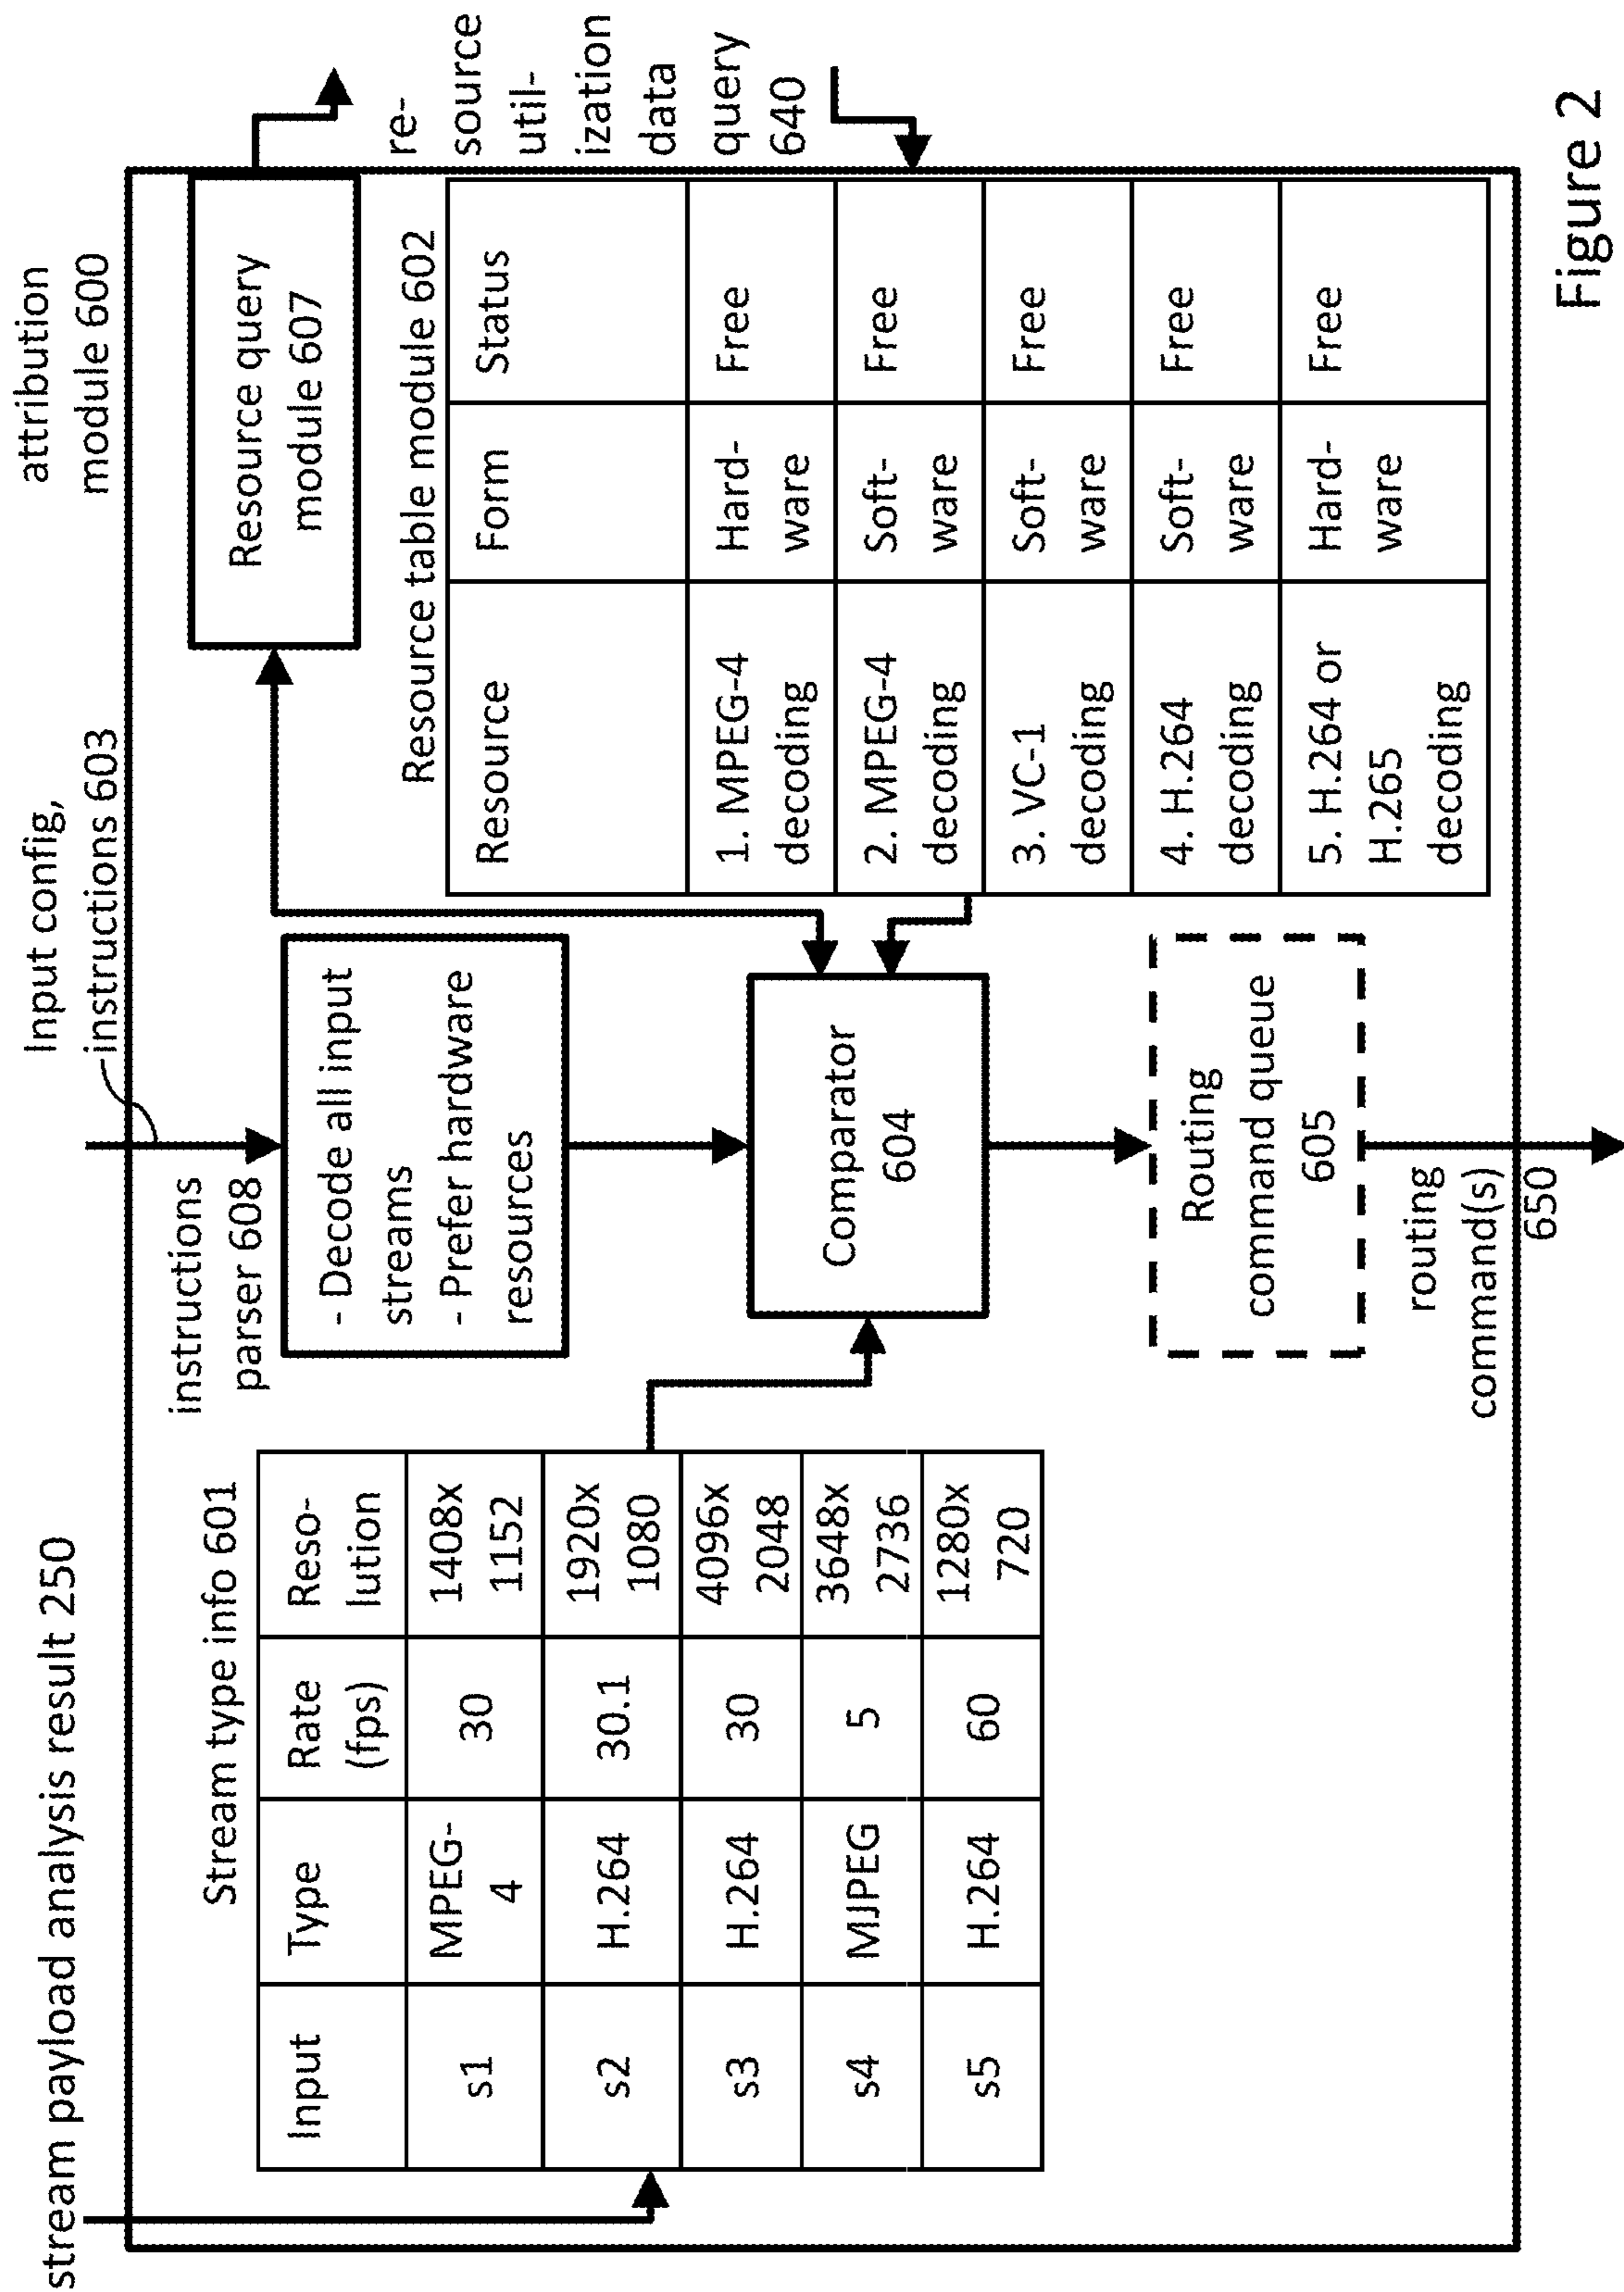 stream payload analysis result 250
Input config,
instructions 603
attribution
module 600
instructions
parser 608
- Decode all input
streams
- Prefer hardware
resources
Resource query
module 607
re-
source
util-
ization
data
query
640
Stream type info 601
Input Type Rate (fps) Reso-
lution
s1 MPEG-
4 30 1408x
1152
s2 H.264 30.1 1920x
1080
s3 H.264 30 4096x
2048
s4 MJPEG 5 3648x
2736
s5 H.264 60 1280x
720
Comparator
604
Resource table module 602
Resource Form Status
1. MPEG-4
decoding Hard-
ware Free
2. MPEG-4
decoding Soft-
ware Free
3. VC-1
decoding Soft-
ware Free
4. H.264
decoding Soft-
ware Free
5. H.264 or
H.265
decoding Hard-
ware Free
Routing
command queue
605
routing
command(s)
650
Figure 2